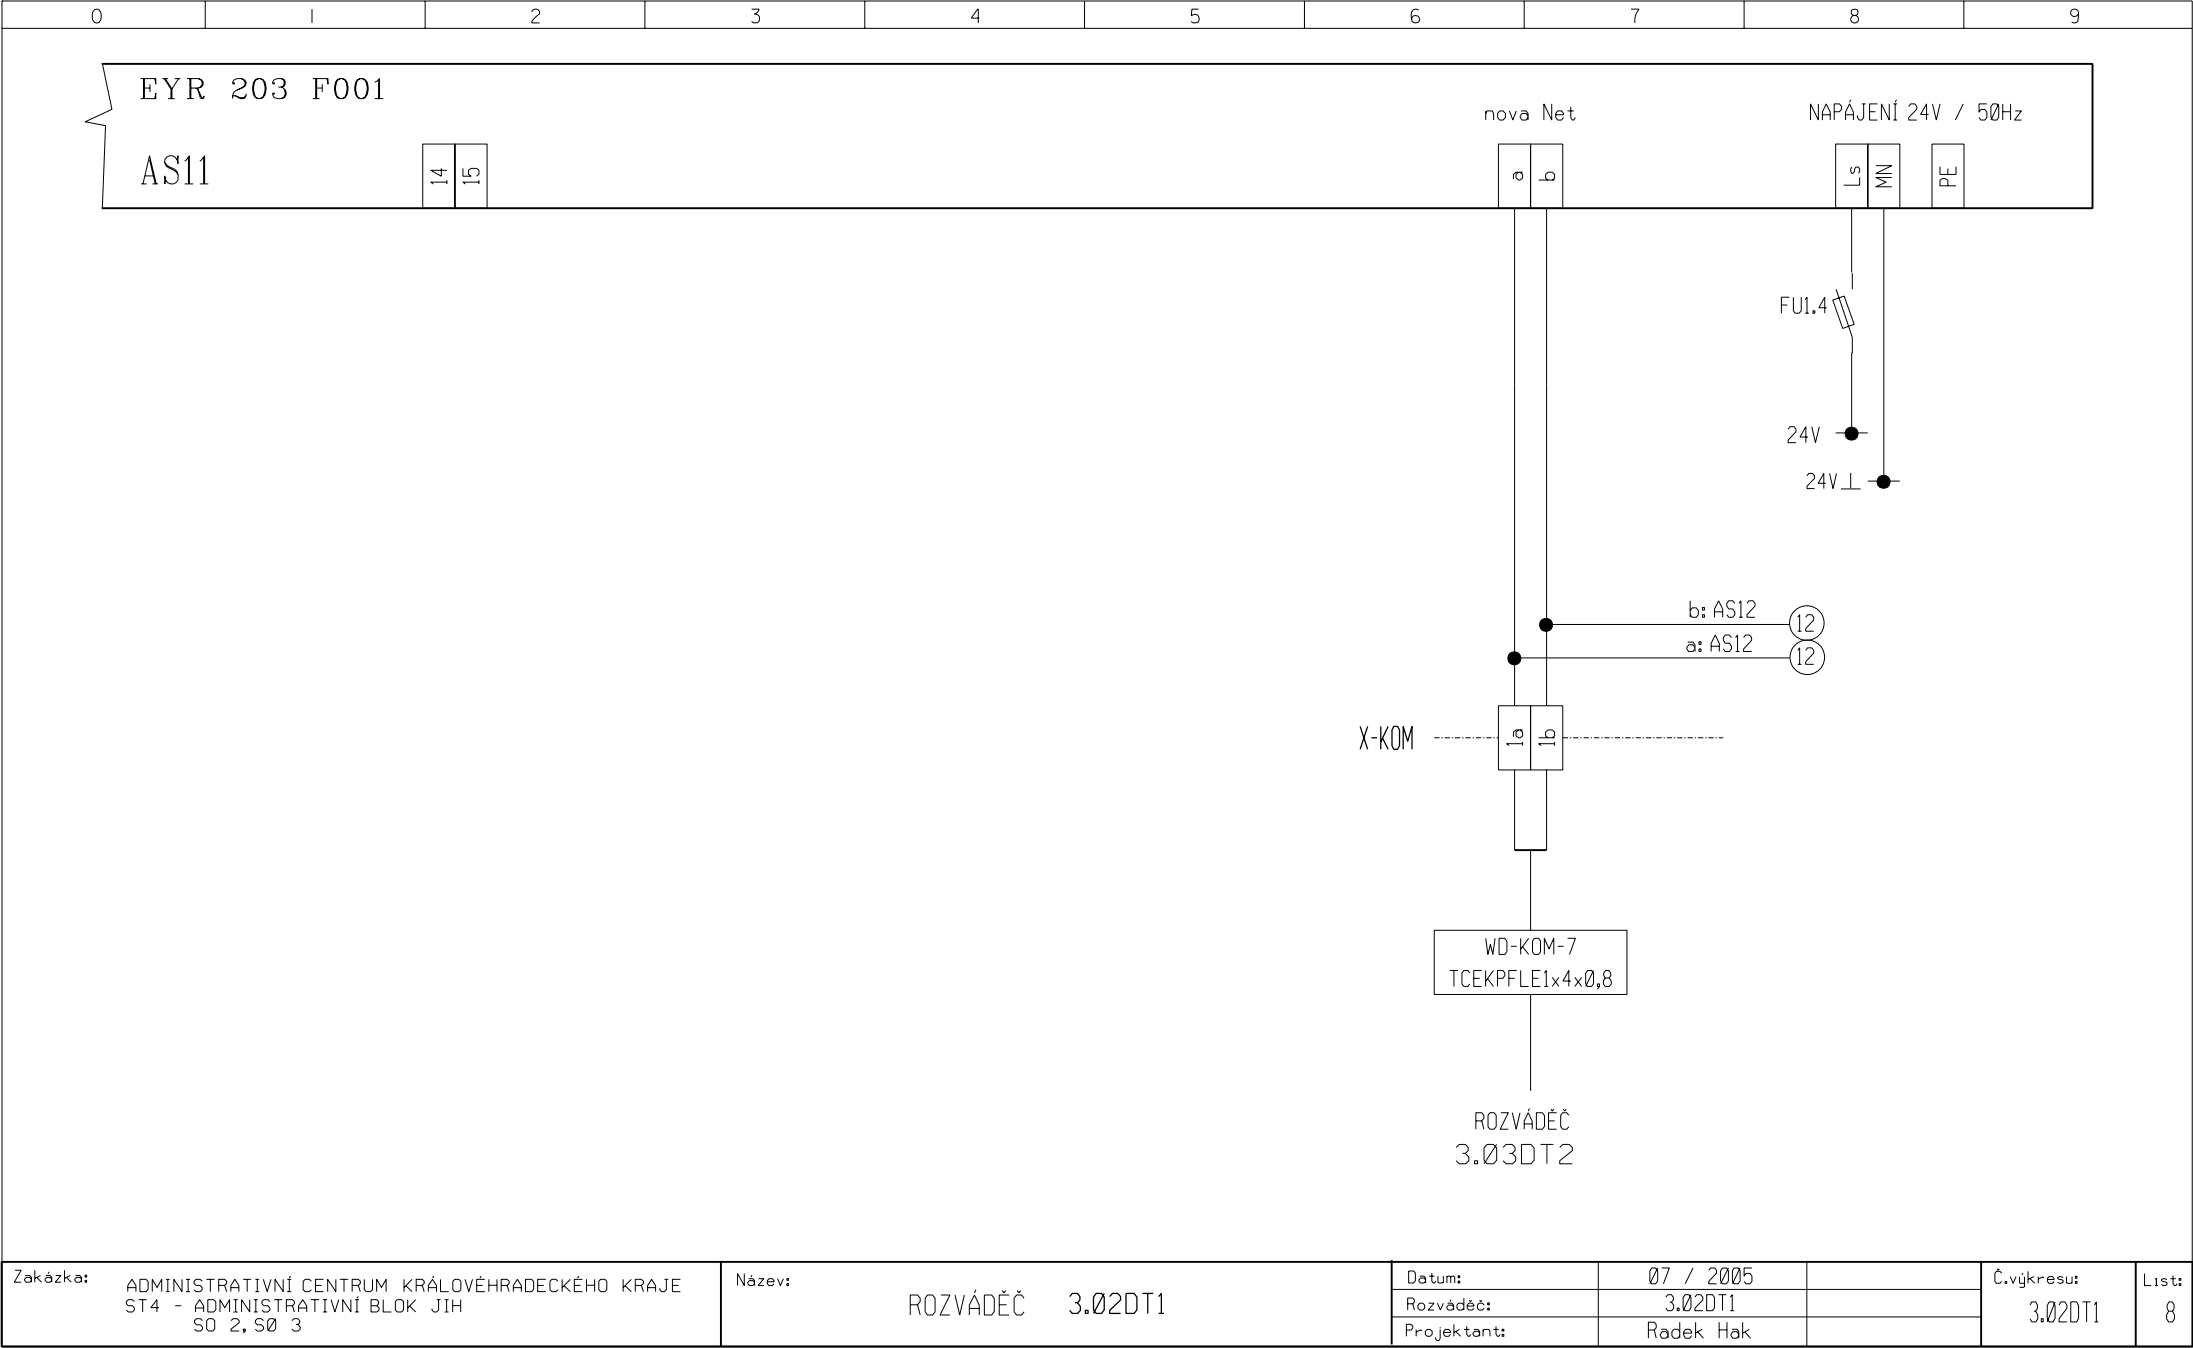 0 1 2 3 4 5 6 7 8 9
EYR 203 F001
nova Net
NAPÁJENÍ 24V / 50Hz
AS11
14 15
a b
Ls MN PE
FU1.4
24V
24V⊥
b: AS12 12
a: AS12 12
X-KOM
1a 1b
WD-KOM-7
TCEKPFLE1x4x0,8
ROZVÁDĚČ
3.03DT2
Zakázka:
ADMINISTRATIVNÍ CENTRUM KRÁLOVÉHRADECKÉHO KRAJE
ST4 - ADMINISTRATIVNÍ BLOK JIH
SO 2, SØ 3
Název:
ROZVÁDĚČ 3.02DT1
Datum: 07 / 2005
Rozváděč: 3.02DT1
Projektant: Radek Hak
Č.výkresu:
3.02DT1
List:
8